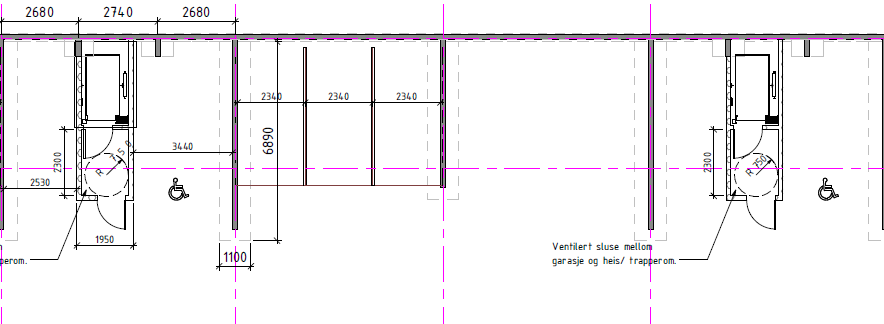 2680 2740 2680
2340 2340 2340
6890
3440
2300
2300
R 750
2530
1950
1100
Ventilert sluse mellom
garasje og heis/ trapperom.
perom.